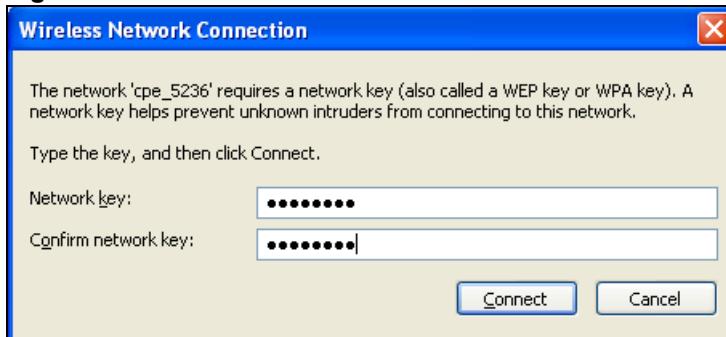 Wireless Network Connection
The network 'cpe_5236' requires a network key (also called a WEP key or WPA key). A
network key helps prevent unknown intruders from connecting to this network.
Type the key, and then click Connect.
Network key: ••••••••
Confirm network key: ••••••••
Connect Cancel